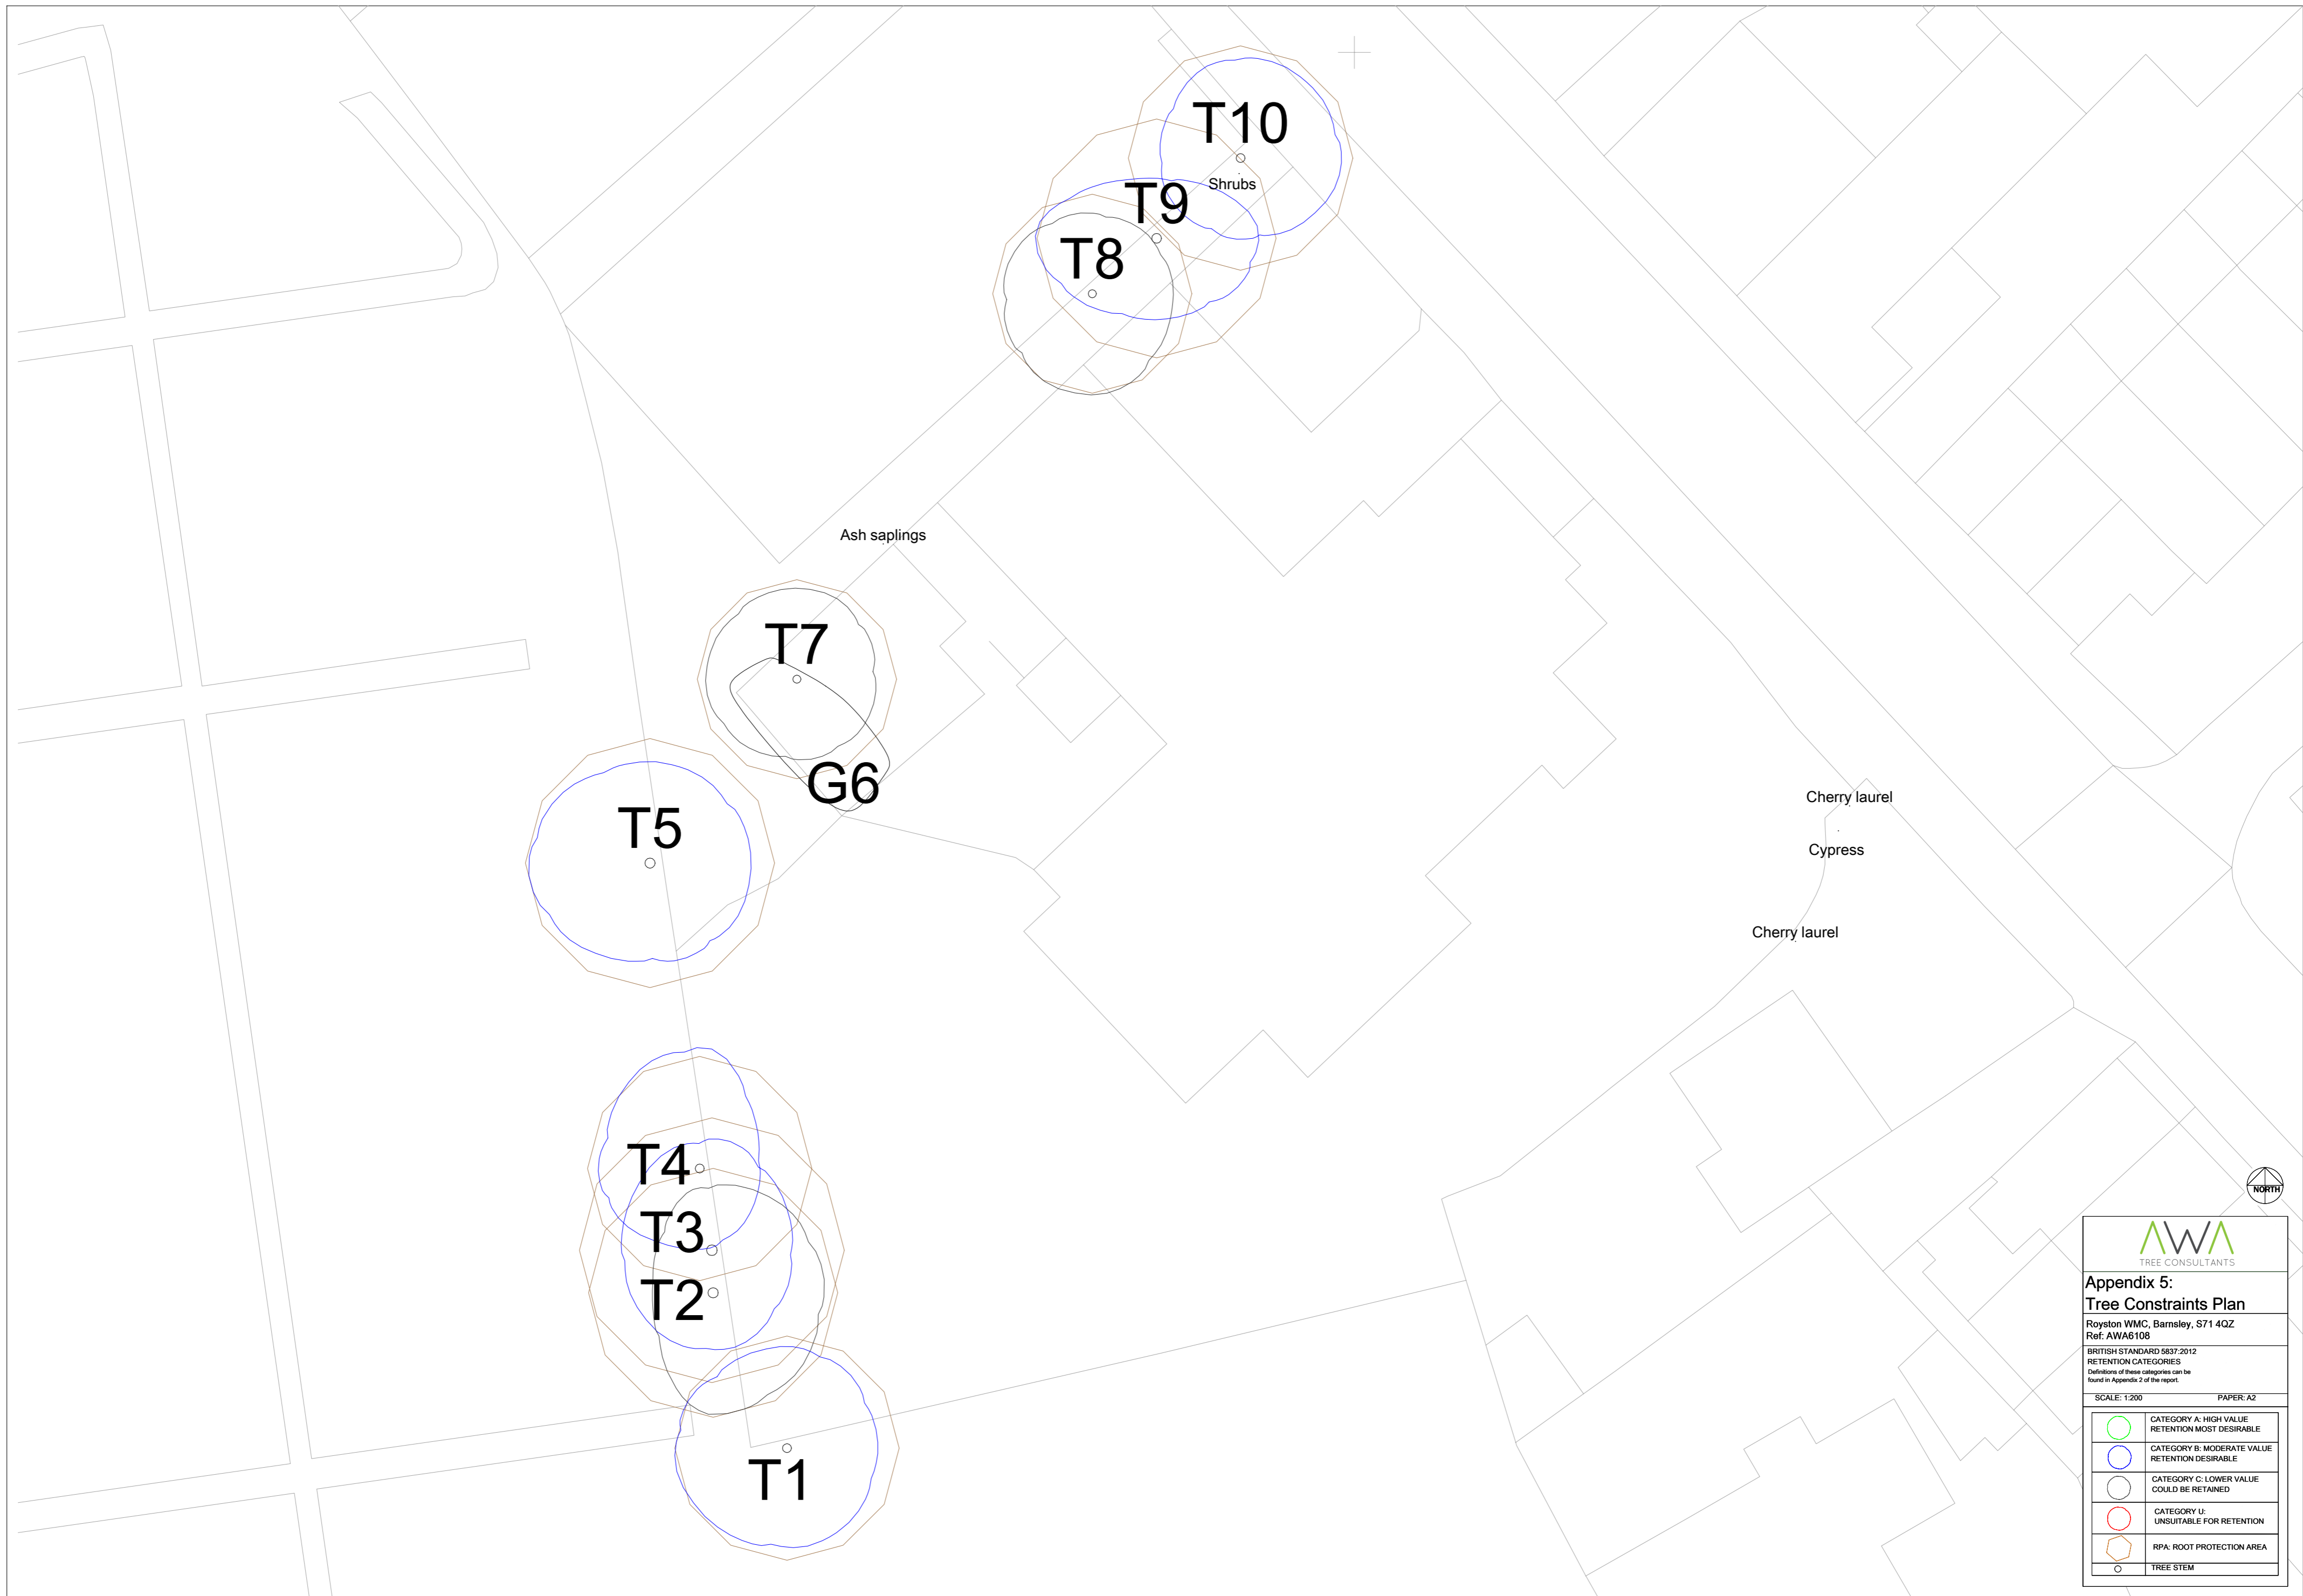 T10
Shrubs
T9
T8
Ash saplings
T7
G6
T5
Cherry laurel
Cypress
Cherry laurel
T4
T3
T2
T1
NORTH
AWA
TREE CONSULTANTS
Appendix 5:
Tree Constraints Plan
Royston WMC, Barnsley, S71 4QZ
Ref: AWA6108
BRITISH STANDARD 5837:2012
RETENTION CATEGORIES
Definitions of these categories can be
found in Appendix 2 of the report.
SCALE: 1:200 PAPER: A2
CATEGORY A: HIGH VALUE
RETENTION MOST DESIRABLE
CATEGORY B: MODERATE VALUE
RETENTION DESIRABLE
CATEGORY C: LOWER VALUE
COULD BE RETAINED
CATEGORY U:
UNSUITABLE FOR RETENTION
RPA: ROOT PROTECTION AREA
TREE STEM